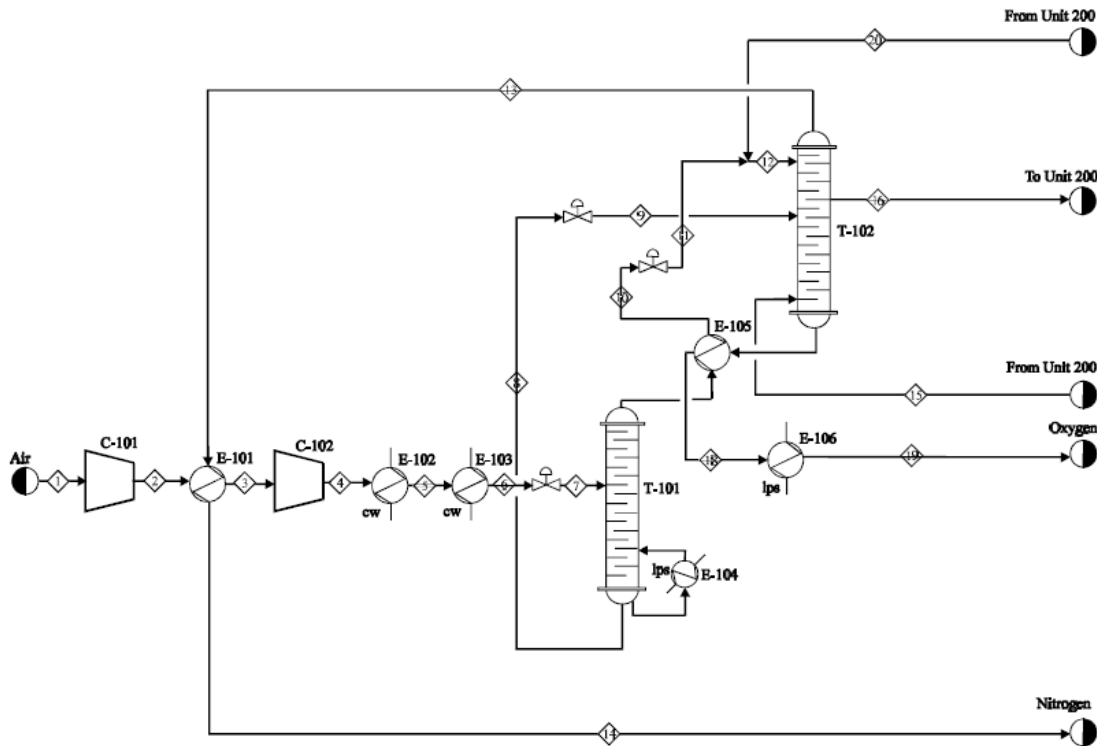 From Unit 200
20
13
12
To Unit 200
16
9
T-102
11
10
E-105
From Unit 200
8
15
C-101
C-102
Oxygen
Air
E-101
E-102
E-103
E-106
1
2
3
4
5
6
7
T-101
18
19
cw
cw
lps
lps
E-104
Nitrogen
14